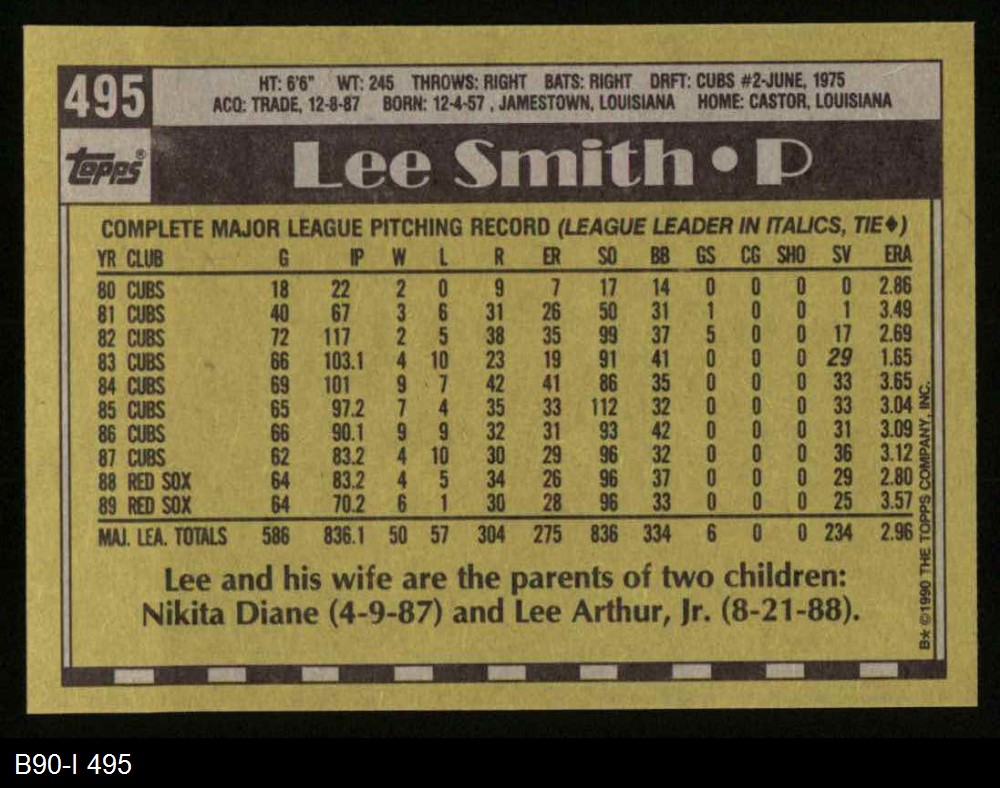 495
HT: 6'6" WT: 245 THROWS: RIGHT BATS: RIGHT DRFT: CUBS #2-JUNE, 1975
ACQ: TRADE, 12-8-87 BORN: 12-4-57 , JAMESTOWN, LOUISIANA HOME: CASTOR, LOUISIANA
topps®
Lee Smith • P
COMPLETE MAJOR LEAGUE PITCHING RECORD (LEAGUE LEADER IN ITALICS, TIE♦)
YR CLUB G IP W L R ER SO BB GS CG SHO SV ERA
80 CUBS 18 22 2 0 9 7 17 14 0 0 0 0 2.86
81 CUBS 40 67 3 6 31 26 50 31 1 0 0 1 3.49
82 CUBS 72 117 2 5 38 35 99 37 5 0 0 17 2.69
83 CUBS 66 103.1 4 10 23 19 91 41 0 0 0 29 1.65
84 CUBS 69 101 9 7 42 41 86 35 0 0 0 33 3.65
85 CUBS 65 97.2 7 4 35 33 112 32 0 0 0 33 3.04
86 CUBS 66 90.1 9 9 32 31 93 42 0 0 0 31 3.09
87 CUBS 62 83.2 4 10 30 29 96 32 0 0 0 36 3.12
88 RED SOX 64 83.2 4 5 34 26 96 37 0 0 0 29 2.80
89 RED SOX 64 70.2 6 1 30 28 96 33 0 0 0 25 3.57
MAJ. LEA. TOTALS 586 836.1 50 57 304 275 836 334 6 0 0 234 2.96
Lee and his wife are the parents of two children:
Nikita Diane (4-9-87) and Lee Arthur, Jr. (8-21-88).
B★ ©1990 THE TOPPS COMPANY, INC.
B90-I 495